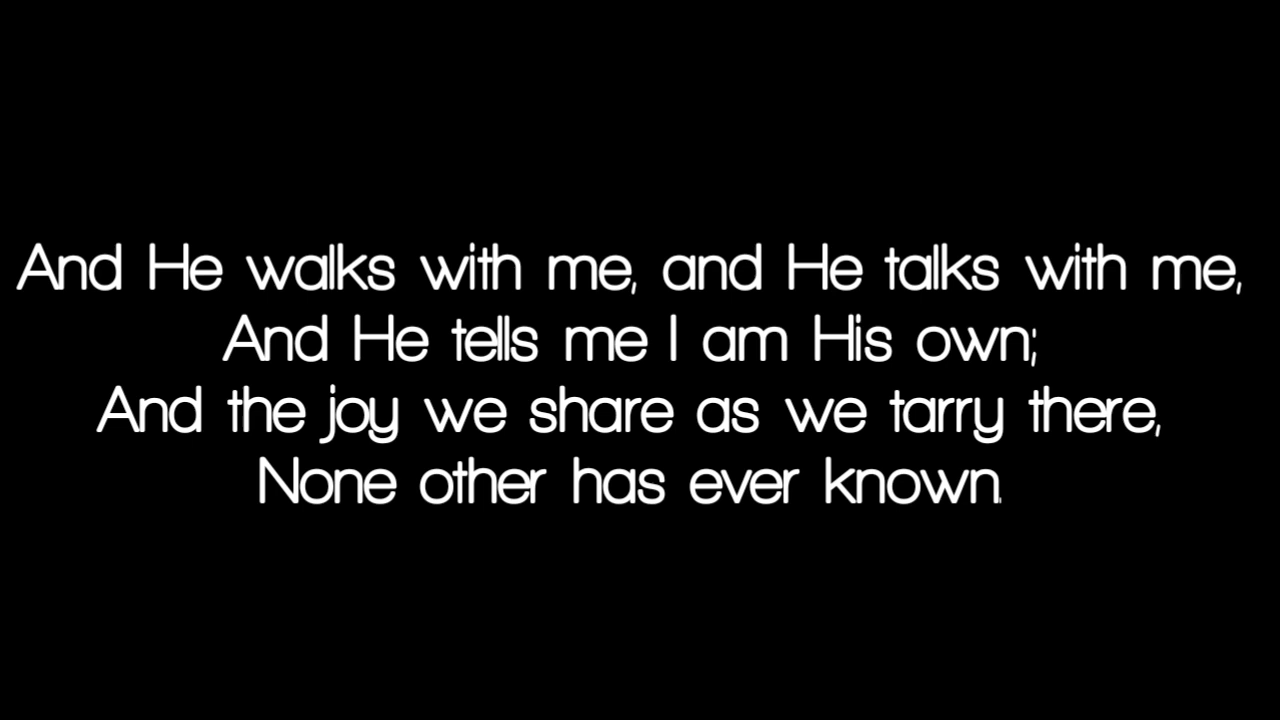 And He walks with me, and He talks with me,
And He tells me I am His own;
And the joy we share as we tarry there,
None other has ever known.